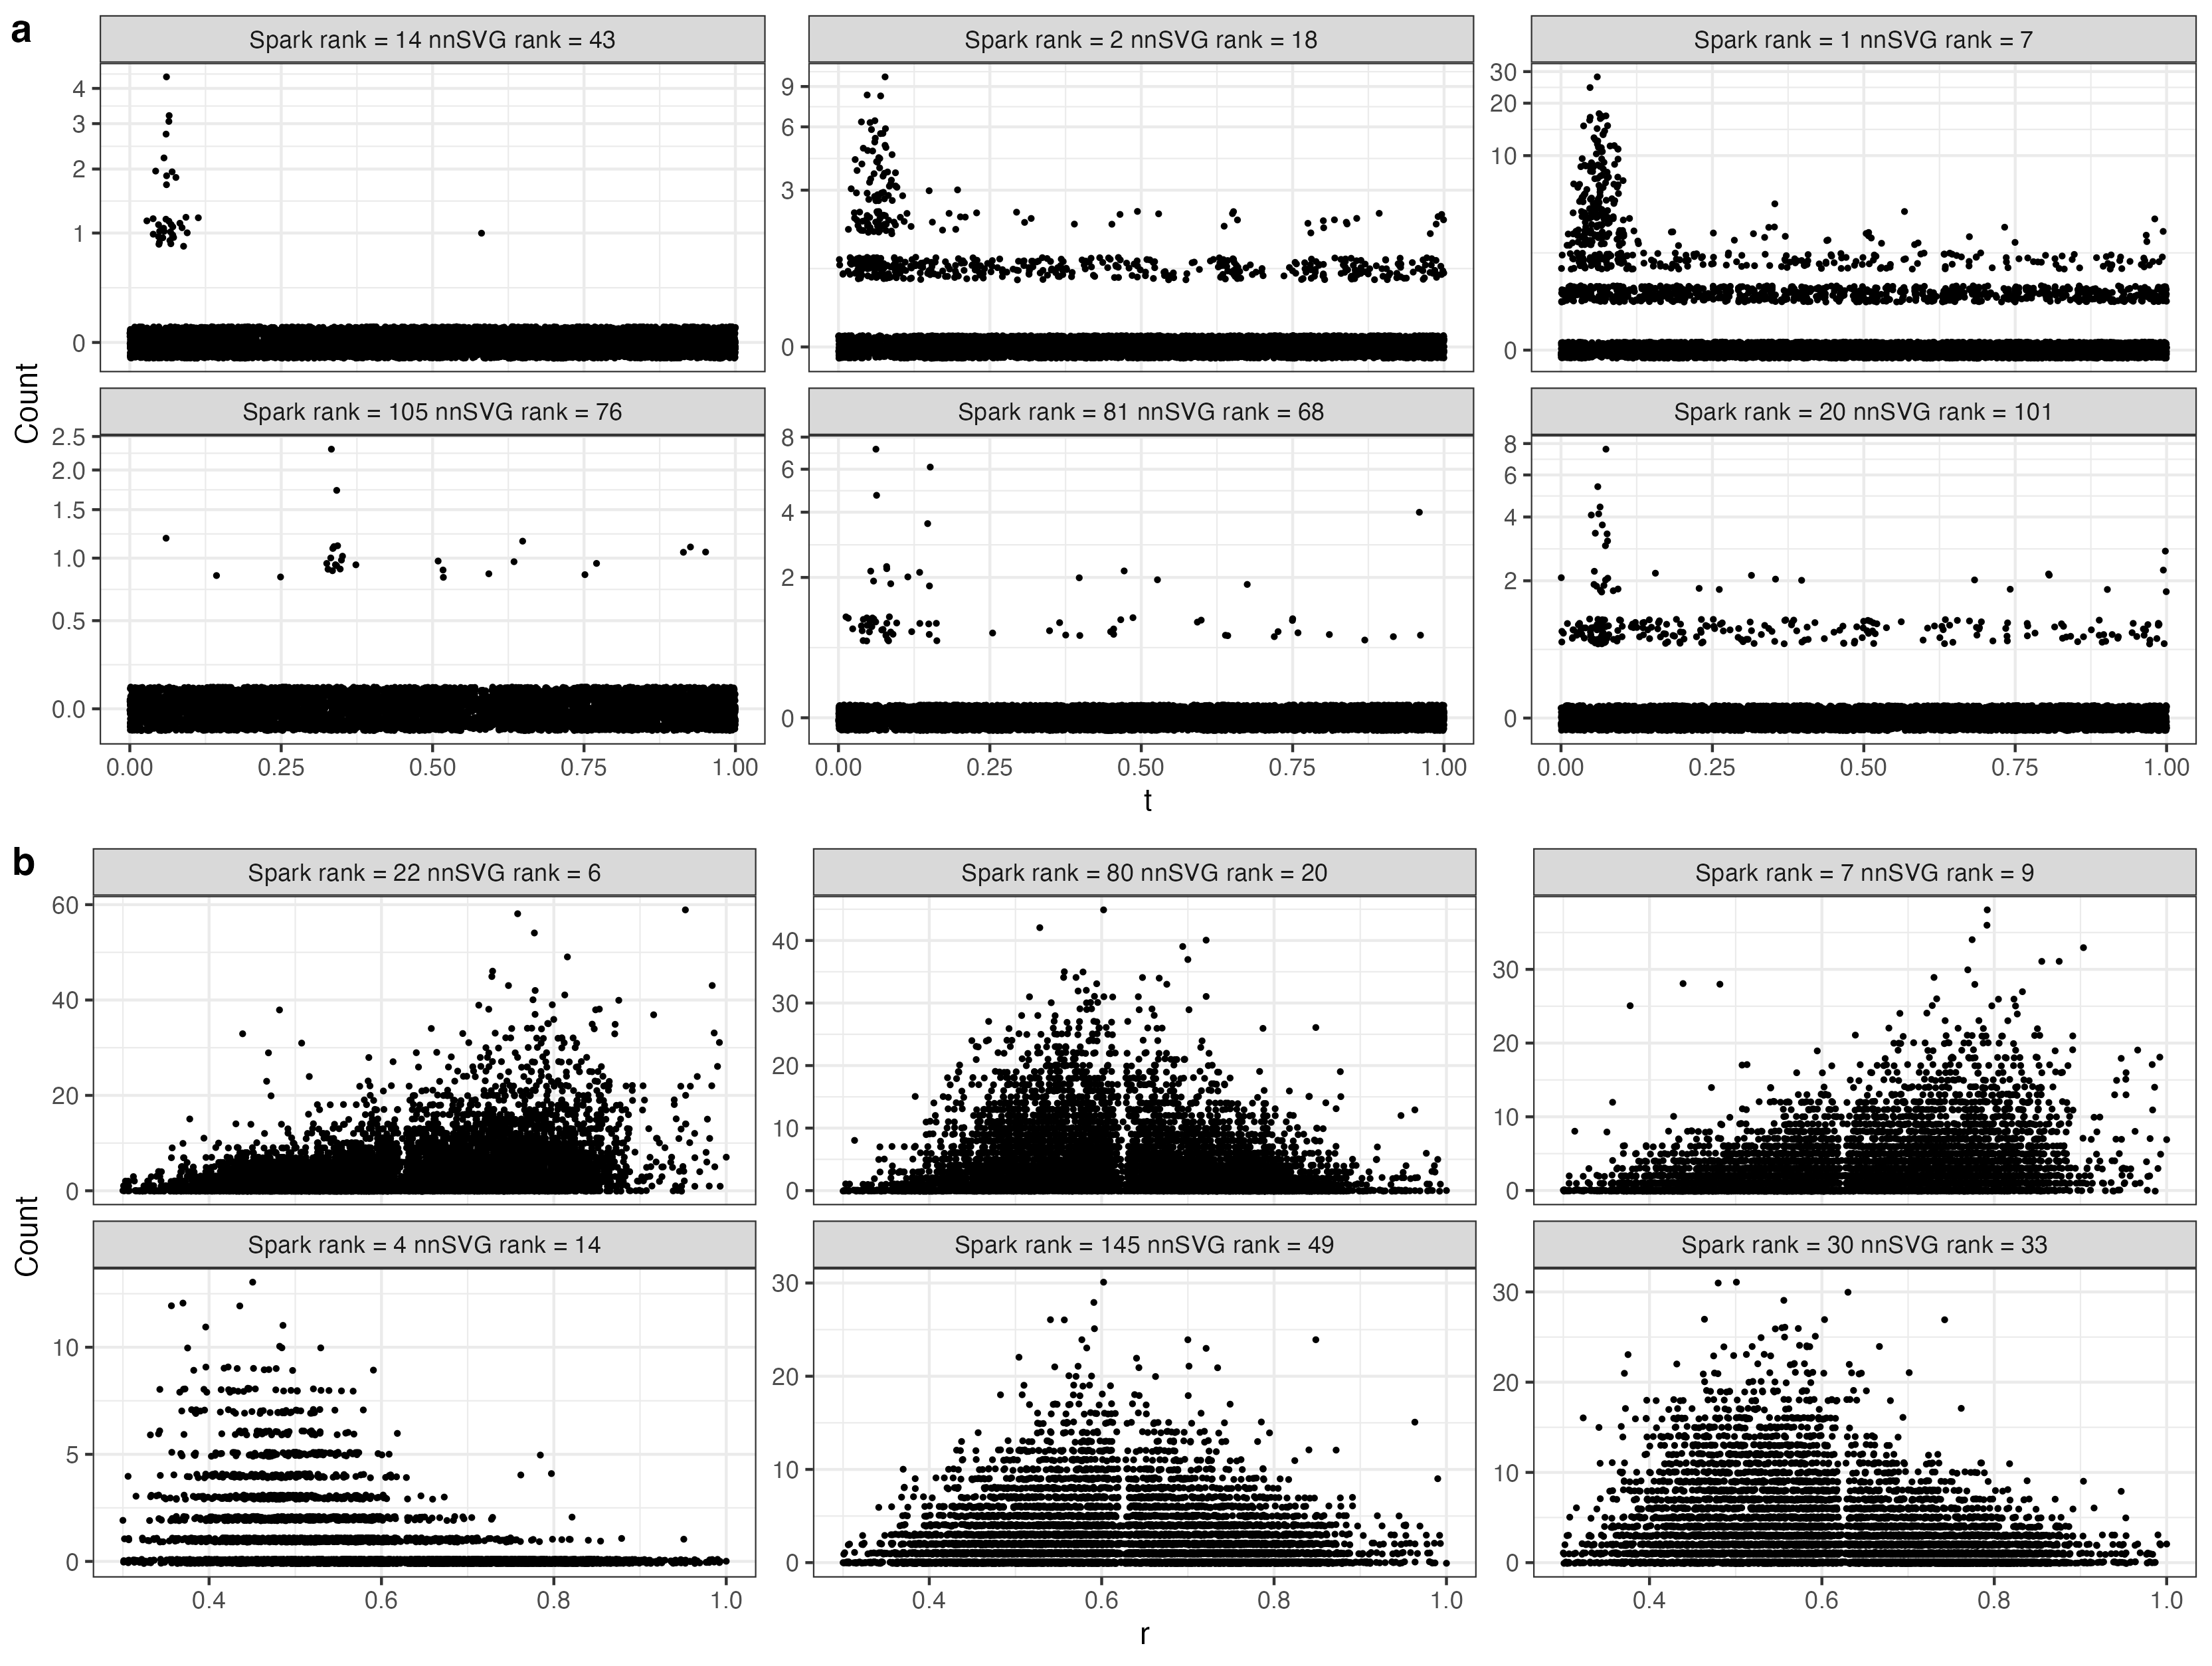 a
Spark rank = 14 nnSVG rank = 43
Spark rank = 2 nnSVG rank = 18
Spark rank = 1 nnSVG rank = 7
4
3
2
1
0
9
6
3
0
30
20
10
0
Count
Spark rank = 105 nnSVG rank = 76
Spark rank = 81 nnSVG rank = 68
Spark rank = 20 nnSVG rank = 101
2.5
2.0
1.5
1.0
0.5
0.0
8
6
4
2
0
8
6
4
2
0
0.00 0.25 0.50 0.75 1.00
0.00 0.25 0.50 0.75 1.00
0.00 0.25 0.50 0.75 1.00
t
b
Spark rank = 22 nnSVG rank = 6
Spark rank = 80 nnSVG rank = 20
Spark rank = 7 nnSVG rank = 9
60
40
20
0
40
30
20
10
0
30
20
10
0
Count
Spark rank = 4 nnSVG rank = 14
Spark rank = 145 nnSVG rank = 49
Spark rank = 30 nnSVG rank = 33
10
5
0
30
20
10
0
30
20
10
0
0.4 0.6 0.8 1.0
0.4 0.6 0.8 1.0
0.4 0.6 0.8 1.0
r